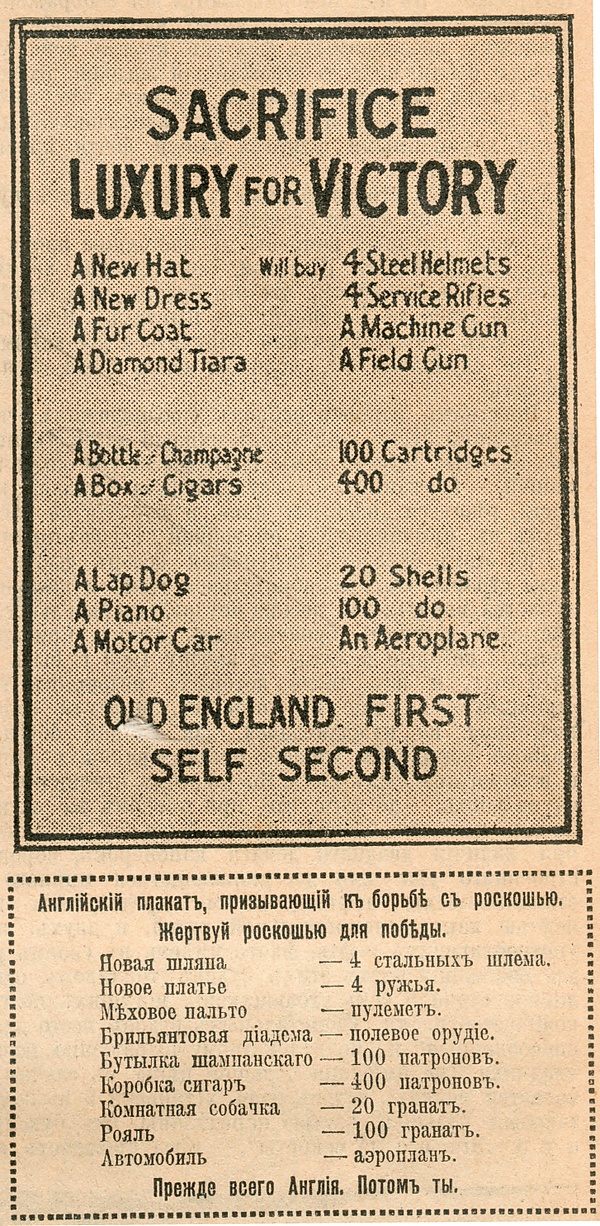 SACRIFICE
LUXURY FOR VICTORY
A New Hat Will buy 4 Steel Helmets
A New Dress 4 Service Rifles
A Fur Coat A Machine Gun
A Diamond Tiara A Field Gun
A Bottle of Champagne 100 Cartridges
A Box of Cigars 400 do
A Lap Dog 20 Shells
A Piano 100 do
A Motor Car An Aeroplane
OLD ENGLAND. FIRST
SELF SECOND
Англійскій плакатъ, призывающій къ борьбѣ съ роскошью.
Жертвуй роскошью для побѣды.
Новая шляпа — 4 стальныхъ шлема.
Новое платье — 4 ружья.
Мѣховое пальто — пулеметъ.
Брильянтовая діадема — полевое орудіе.
Бутылка шампанскаго — 100 патроновъ.
Коробка сигаръ — 400 патроновъ.
Комнатная собачка — 20 гранатъ.
Рояль — 100 гранатъ.
Автомобиль — аэропланъ.
Прежде всего Англія. Потомъ ты.